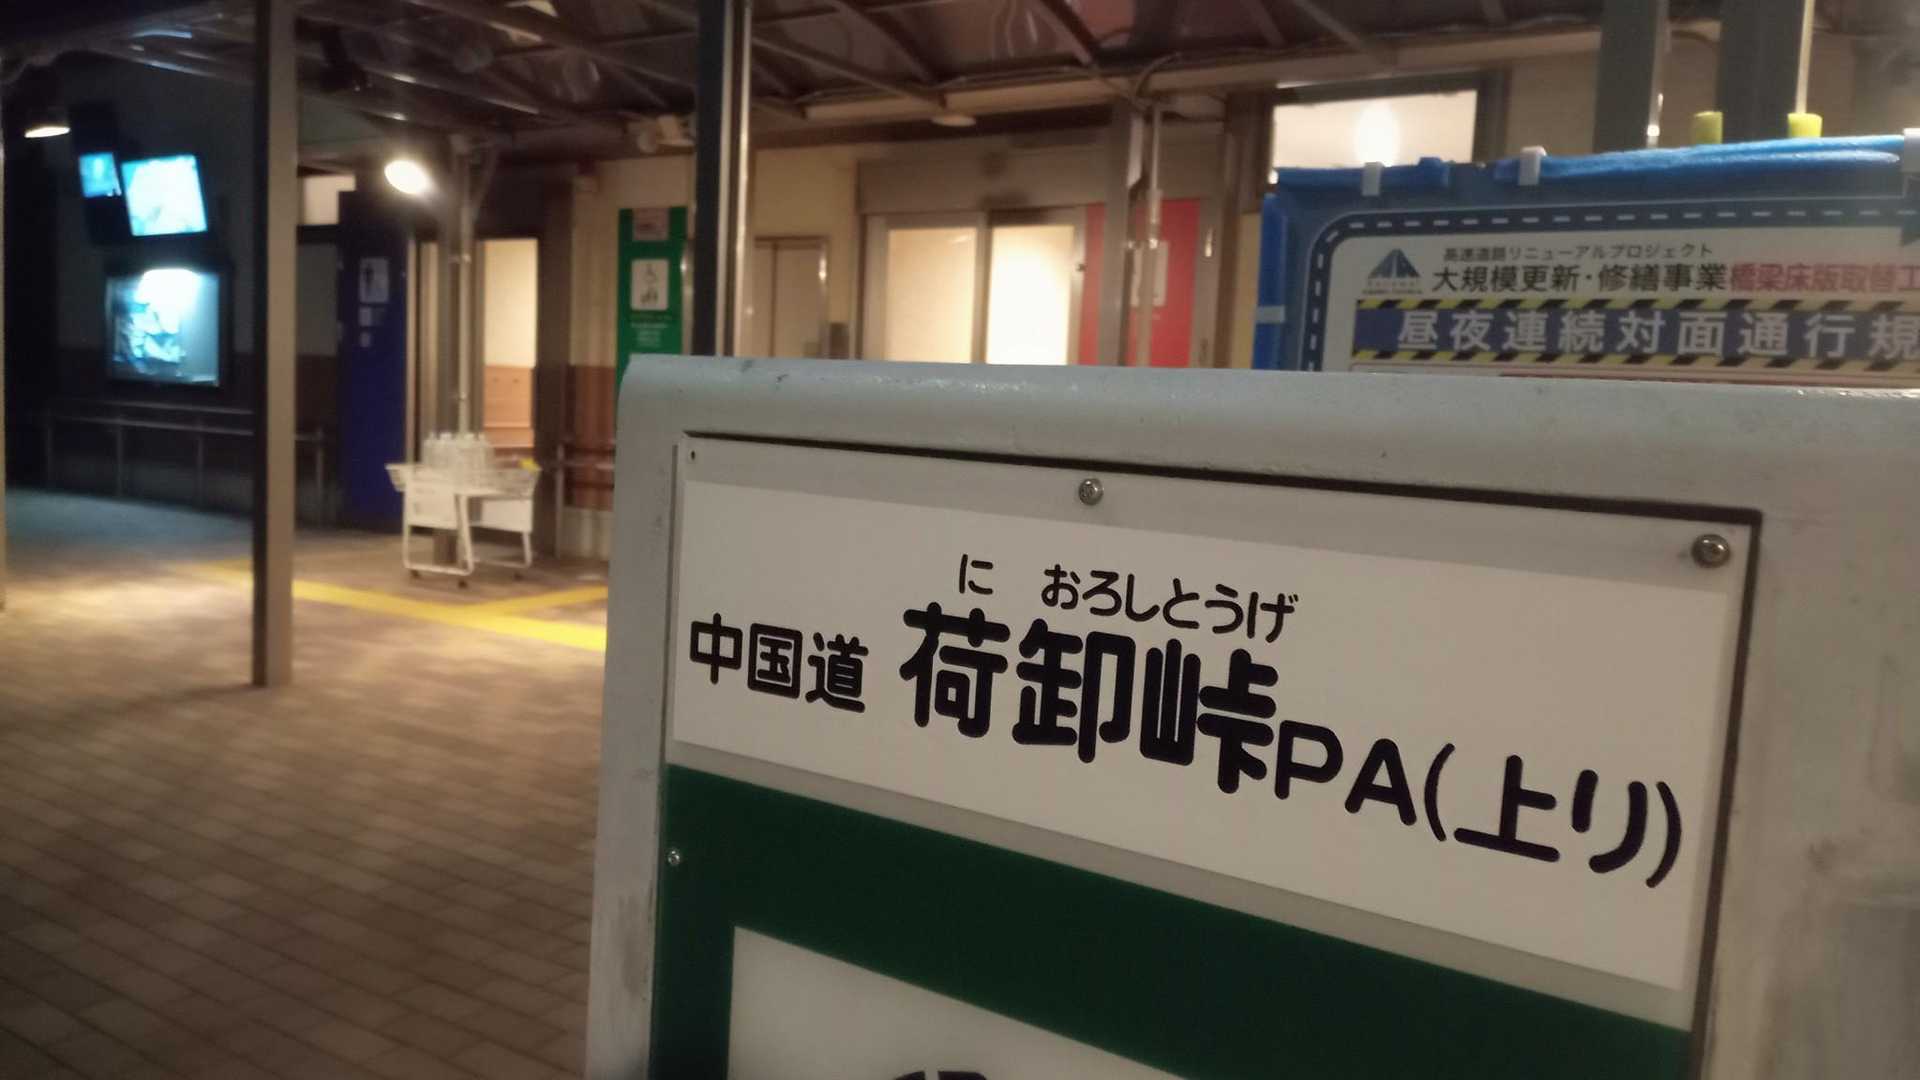 高速道路リニューアルプロジェクト
大規模更新・修繕事業橋梁床版取替工
昼夜連続対面通行規
に おろしとうげ
中国道 荷卸峠PA(上り)